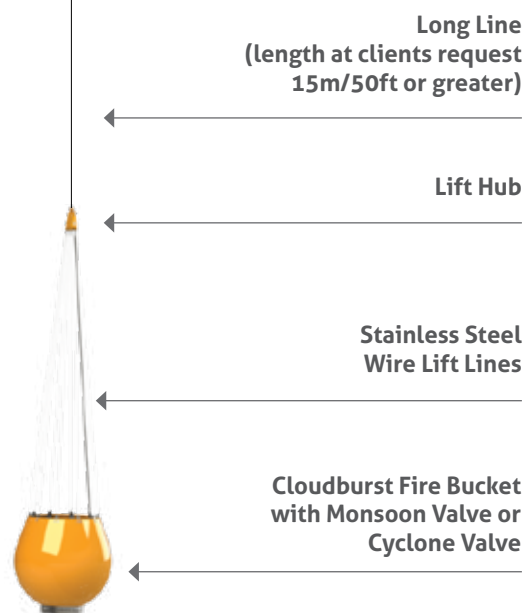 Long Line
(length at clients request
15m/50ft or greater)
Lift Hub
Stainless Steel
Wire Lift Lines
Cloudburst Fire Bucket
with Monsoon Valve or
Cyclone Valve